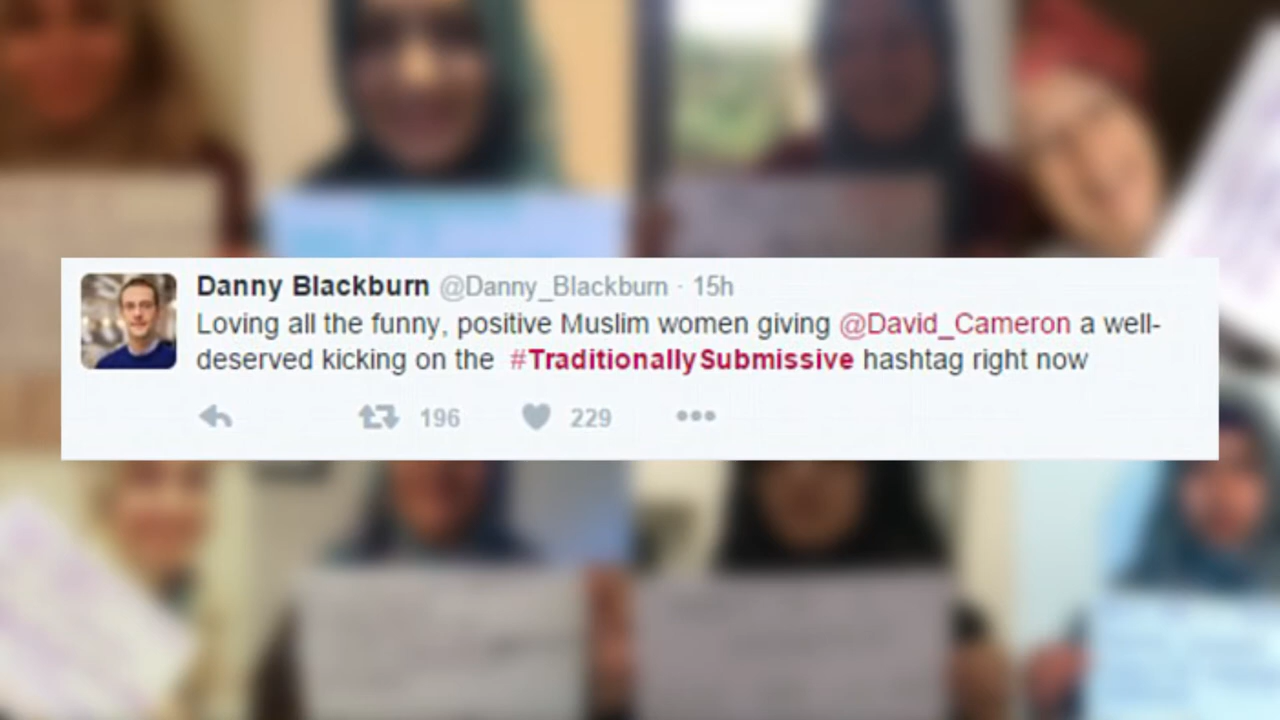 Danny Blackburn @Danny_Blackburn · 15h
Loving all the funny, positive Muslim women giving @David_Cameron a well-
deserved kicking on the #TraditionallySubmissive hashtag right now
196 229